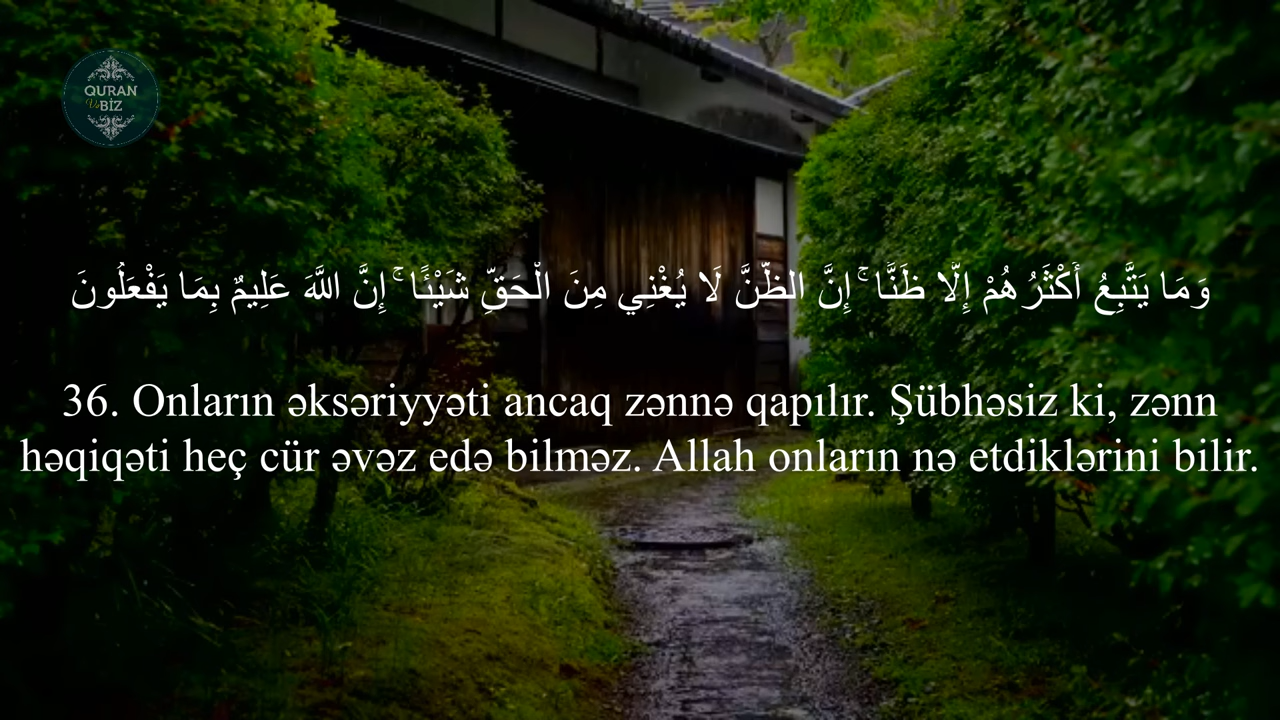 QURAN
Və
BİZ
وَمَا يَتَّبِعُ أَكْثَرُهُمْ إِلَّا ظَنًّا ۚ إِنَّ الظَّنَّ لَا يُغْنِي مِنَ الْحَقِّ شَيْئًا ۚ إِنَّ اللَّهَ عَلِيمٌ بِمَا يَفْعَلُونَ
36. Onların əksəriyyəti ancaq zənnə qapılır. Şübhəsiz ki, zənn
həqiqəti heç cür əvəz edə bilməz. Allah onların nə etdiklərini bilir.